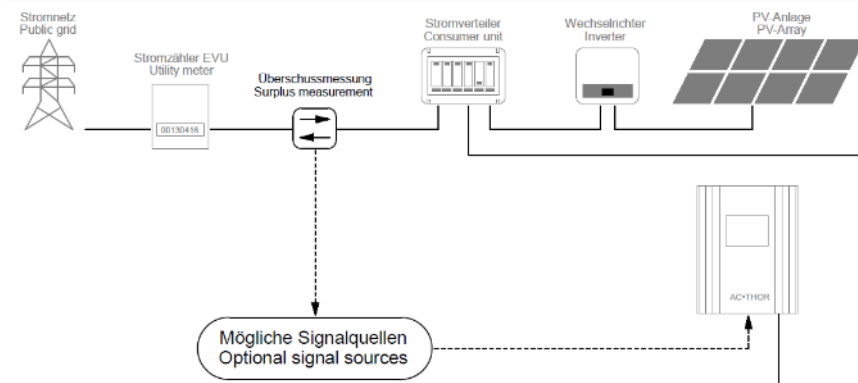 Stromnetz
Public grid
Stromzähler EVU
Utility meter
00130416
Überschussmessung
Surplus measurement
Stromverteiler
Consumer unit
Wechselrichter
Inverter
PV-Anlage
PV-Array
AC•THOR
Mögliche Signalquellen
Optional signal sources